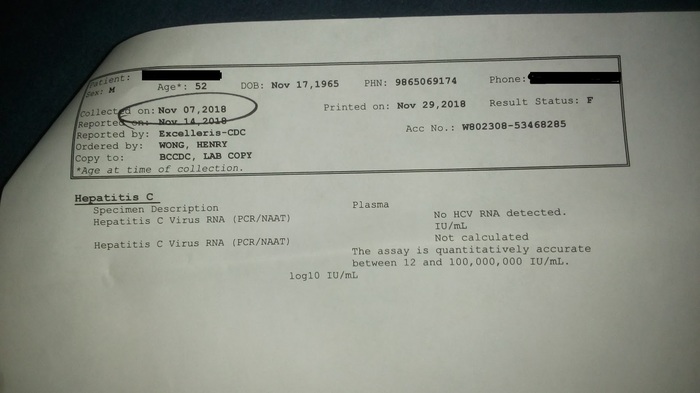 Patient:
Sex: M Age*: 52 DOB: Nov 17,1965 PHN: 9865069174 Phone:
Collected on: Nov 07,2018 Printed on: Nov 29,2018 Result Status: F
Reported on: Nov 14,2018
Reported by: Excelleris-CDC Acc No.: W802308-53468285
Ordered by: WONG, HENRY
Copy to: BCCDC, LAB COPY
*Age at time of collection.
Hepatitis C
Specimen Description Plasma
Hepatitis C Virus RNA (PCR/NAAT) No HCV RNA detected.
IU/mL
Hepatitis C Virus RNA (PCR/NAAT) Not calculated
The assay is quantitatively accurate
between 12 and 100,000,000 IU/mL.
log10 IU/mL